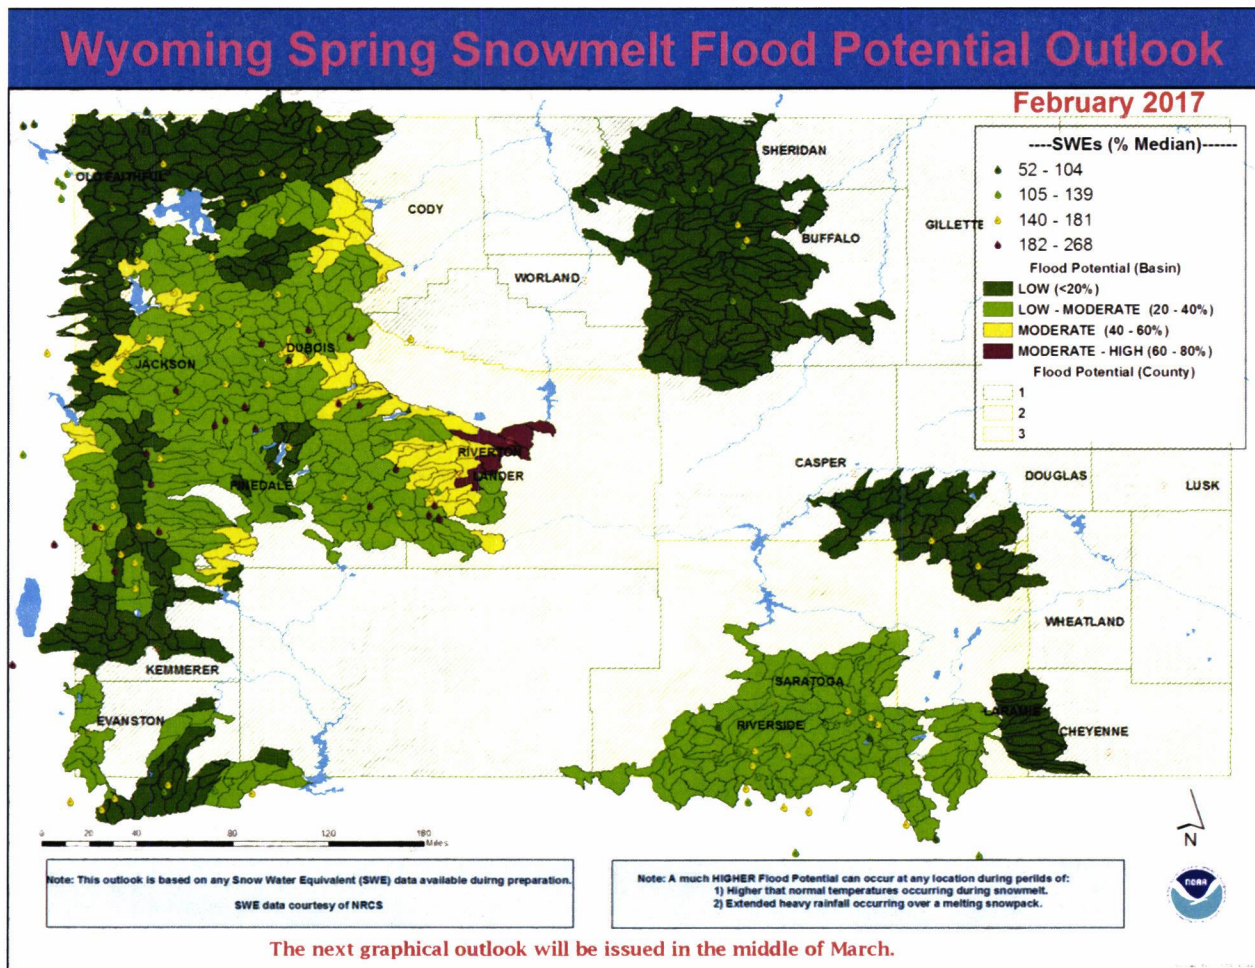 Wyoming Spring Snowmelt Flood Potential Outlook
February 2017
----SWEs (% Median)------
52 - 104
105 - 139
140 - 181
182 - 268
Flood Potential (Basin)
LOW (<20%)
LOW - MODERATE (20 - 40%)
MODERATE (40 - 60%)
MODERATE - HIGH (60 - 80%)
Flood Potential (County)
1
2
3
OLD FAITHFUL
CODY
SHERIDAN
BUFFALO
GILLETTE
WORLAND
JACKSON
DUBOIS
RIVERTON
LANDER
PINEDALE
CASPER
DOUGLAS
LUSK
WHEATLAND
KEMMERER
EVANSTON
SARATOGA
RIVERSIDE
LARAMIE
CHEYENNE
0 20 40 80 120 160
Miles
N
noaa
Note: This outlook is based on any Snow Water Equivalent (SWE) data available duirng preparation.
SWE data courtesy of NRCS
Note: A much HIGHER Flood Potential can occur at any location during perilds of:
1) Higher that normal temperatures occurring during snowmelt.
2) Extended heavy rainfall occurring over a melting snowpack.
The next graphical outlook will be issued in the middle of March.